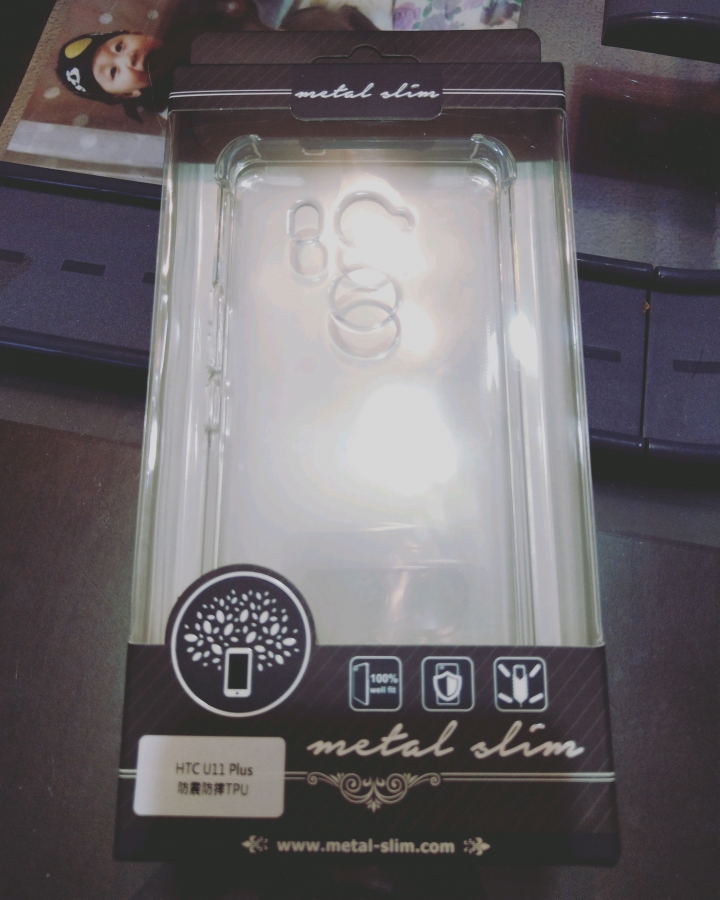 metal slim
100%
well fit
metal slim
HTC U11 Plus
防震防摔TPU
www.metal-slim.com